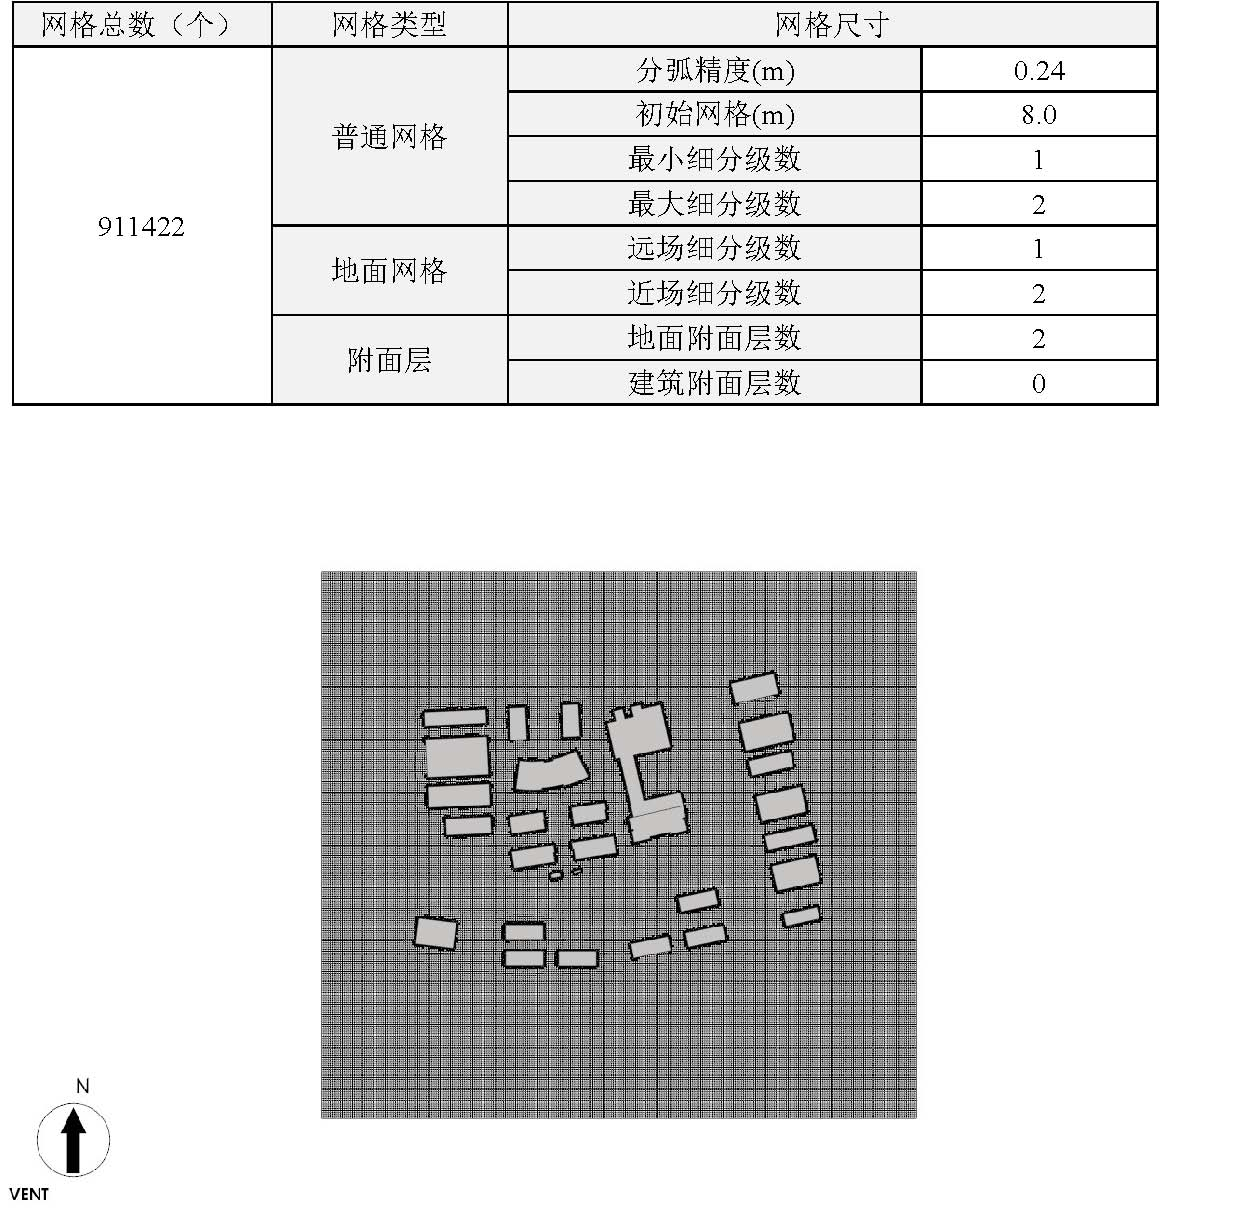 网格总数（个） 网格类型 网格尺寸
911422 普通网格 分弧精度(m) 0.24
初始网格(m) 8.0
最小细分级数 1
最大细分级数 2
地面网格 远场细分级数 1
近场细分级数 2
附面层 地面附面层数 2
建筑附面层数 0
N
VENT